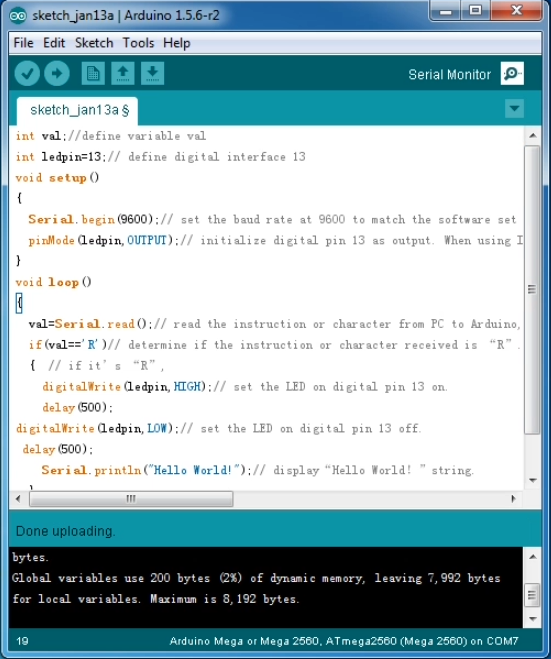 sketch_jan13a | Arduino 1.5.6-r2
File Edit Sketch Tools Help
Serial Monitor
sketch_jan13a §
int val;//define variable val
int ledpin=13;// define digital interface 13
void setup()
{
Serial.begin(9600);// set the baud rate at 9600 to match the software set
pinMode(ledpin,OUTPUT);// initialize digital pin 13 as output. When using I
}
void loop()
{
val=Serial.read();// read the instruction or character from PC to Arduino,
if(val=='R')// determine if the instruction or character received is “R”.
{ // if it’s “R”,
digitalWrite(ledpin,HIGH);// set the LED on digital pin 13 on.
delay(500);
digitalWrite(ledpin,LOW);// set the LED on digital pin 13 off.
delay(500);
Serial.println("Hello World!");// display“Hello World！”string.
}
Done uploading.
bytes.
Global variables use 200 bytes (2%) of dynamic memory, leaving 7,992 bytes
for local variables. Maximum is 8,192 bytes.
19 Arduino Mega or Mega 2560, ATmega2560 (Mega 2560) on COM7